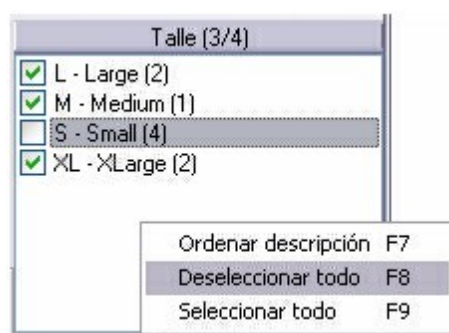 Talle (3/4)
L - Large (2)
M - Medium (1)
S - Small (4)
XL - XLarge (2)
Ordenar descripción F7
Deseleccionar todo F8
Seleccionar todo F9